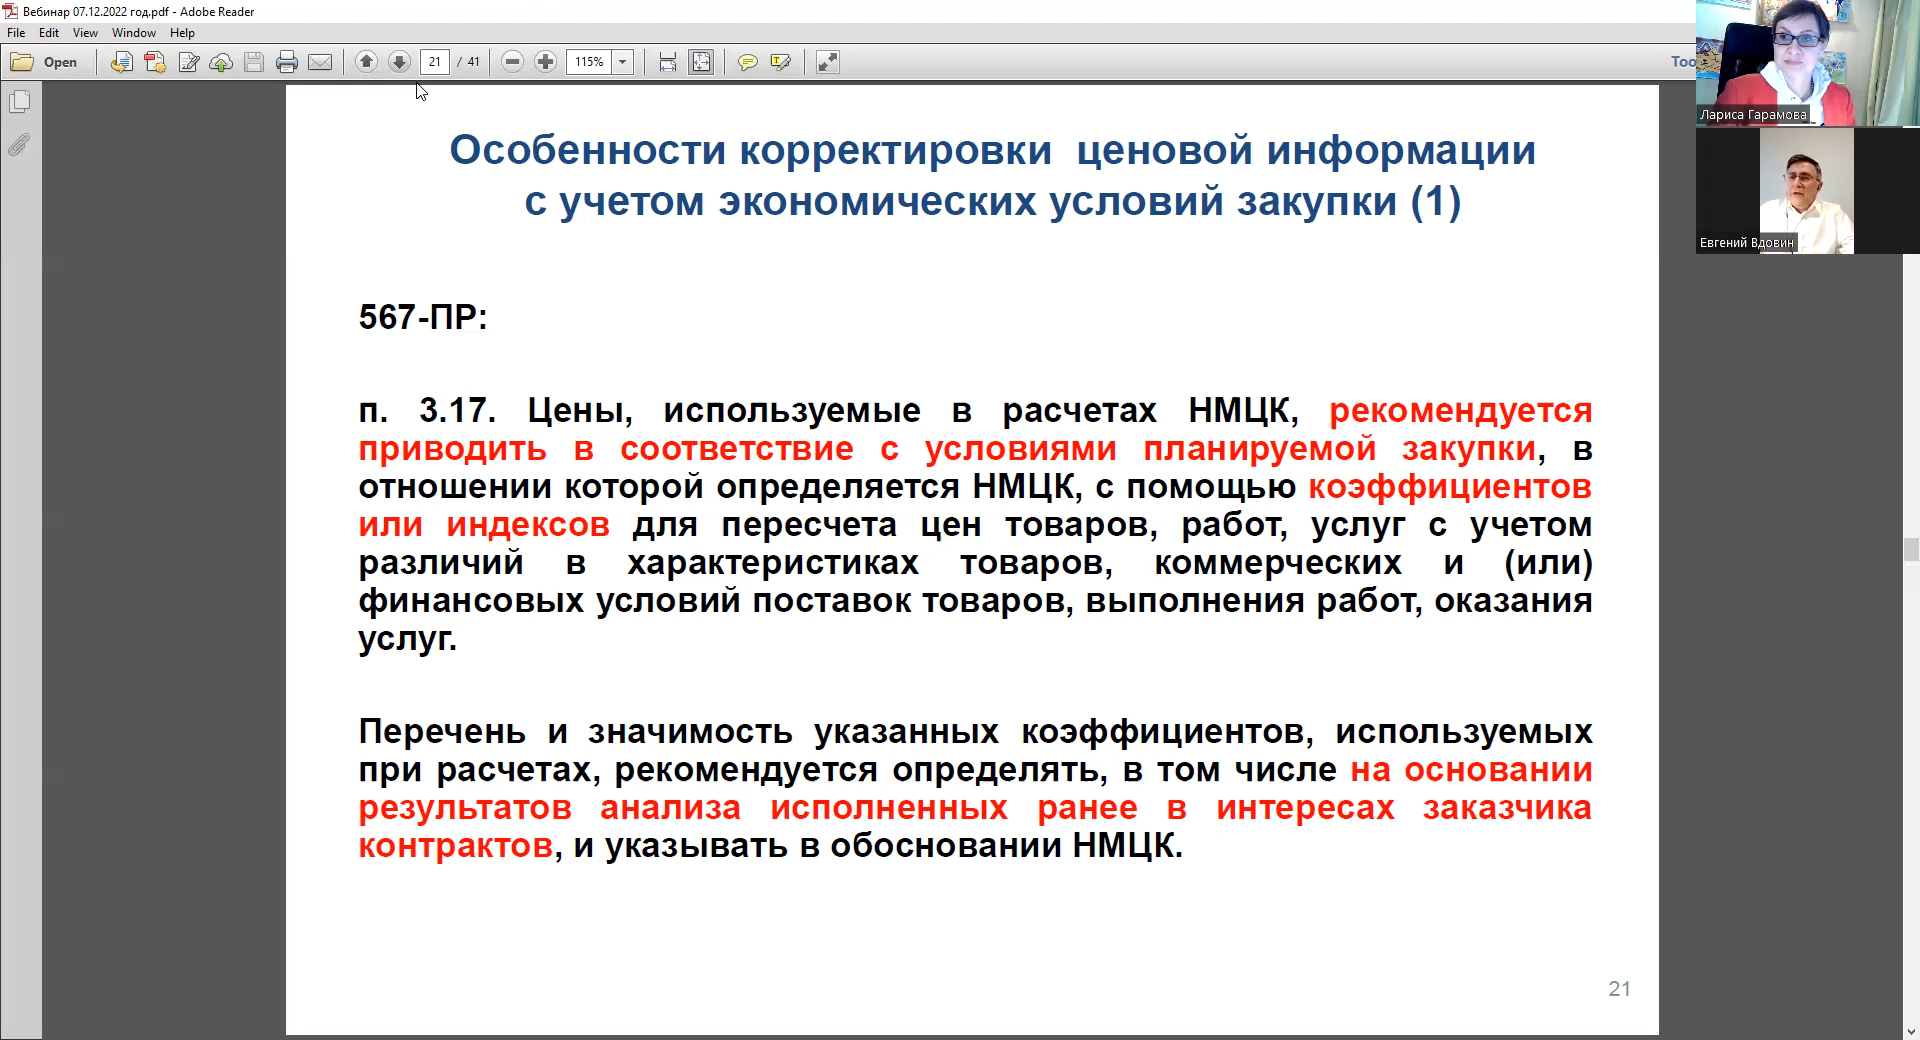 Вебинар 07.12.2022 год.pdf - Adobe Reader
File Edit View Window Help
Open 21 / 41 115%
Лариса Гарамова
Евгений Вдовин
Особенности корректировки ценовой информации
с учетом экономических условий закупки (1)
567-ПР:
п. 3.17. Цены, используемые в расчетах НМЦК, рекомендуется
приводить в соответствие с условиями планируемой закупки, в
отношении которой определяется НМЦК, с помощью коэффициентов
или индексов для пересчета цен товаров, работ, услуг с учетом
различий в характеристиках товаров, коммерческих и (или)
финансовых условий поставок товаров, выполнения работ, оказания
услуг.
Перечень и значимость указанных коэффициентов, используемых
при расчетах, рекомендуется определять, в том числе на основании
результатов анализа исполненных ранее в интересах заказчика
контрактов, и указывать в обосновании НМЦК.
21